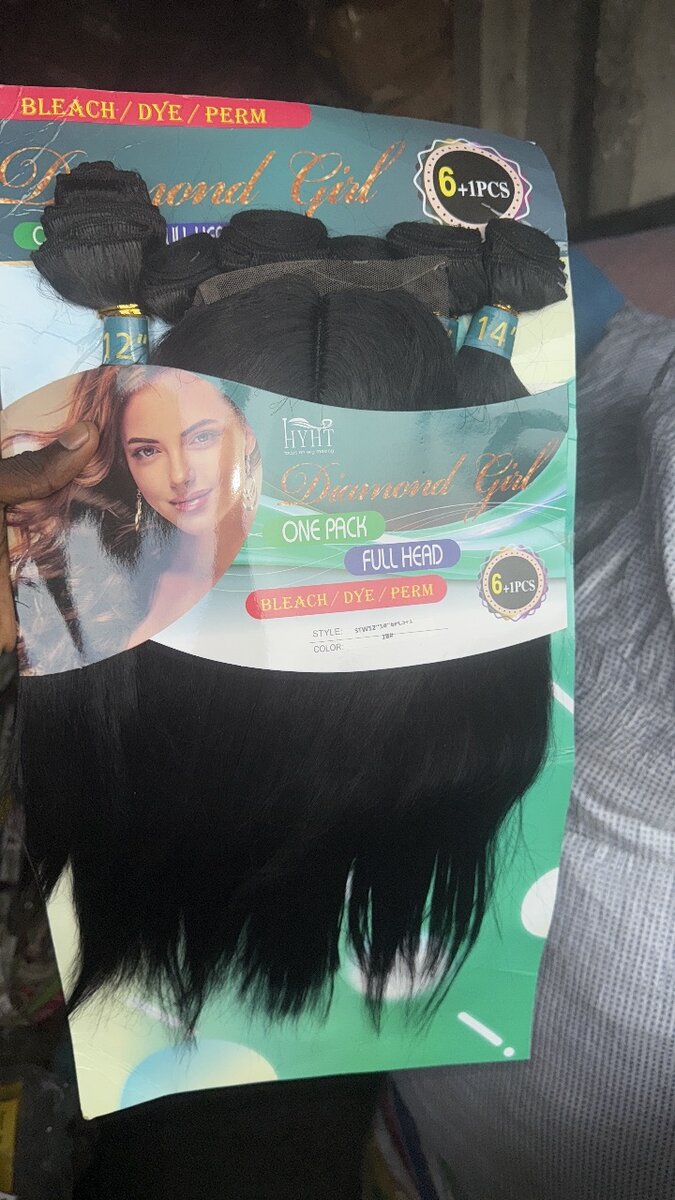 BLEACH / DYE / PERM
Diamond Girl
6+1PCS
12"
14"
HYHT
Diamond Girl
ONE PACK
FULL HEAD
BLEACH / DYE / PERM
6+1PCS
STYLE:
COLOR: 1B#